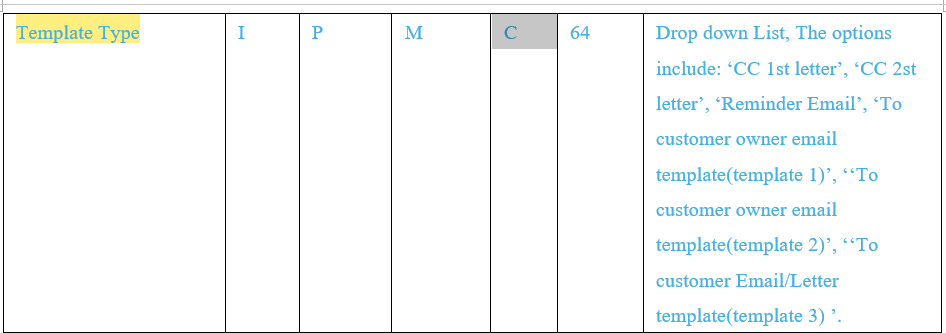 Template Type I P M C 64 Drop down List, The options
include: ‘CC 1st letter’, ‘CC 2st
letter’, ‘Reminder Email’, ‘To
customer owner email
template(template 1)’, ‘‘To
customer owner email
template(template 2)’, ‘‘To
customer Email/Letter
template(template 3) ’.